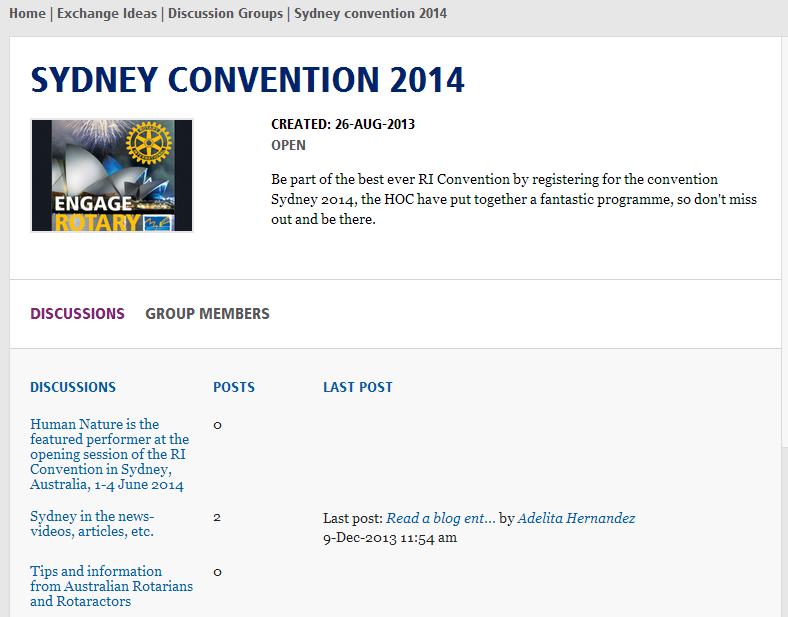 Home | Exchange Ideas | Discussion Groups | Sydney convention 2014
SYDNEY CONVENTION 2014
ENGAGE
ROTARY
CREATED: 26-AUG-2013
OPEN
Be part of the best ever RI Convention by registering for the convention
Sydney 2014, the HOC have put together a fantastic programme, so don't miss
out and be there.
DISCUSSIONS GROUP MEMBERS
DISCUSSIONS POSTS LAST POST
Human Nature is the 0
featured performer at the
opening session of the RI
Convention in Sydney,
Australia, 1-4 June 2014
Sydney in the news- 2 Last post: Read a blog ent... by Adelita Hernandez
videos, articles, etc. 9-Dec-2013 11:54 am
Tips and information 0
from Australian Rotarians
and Rotaractors